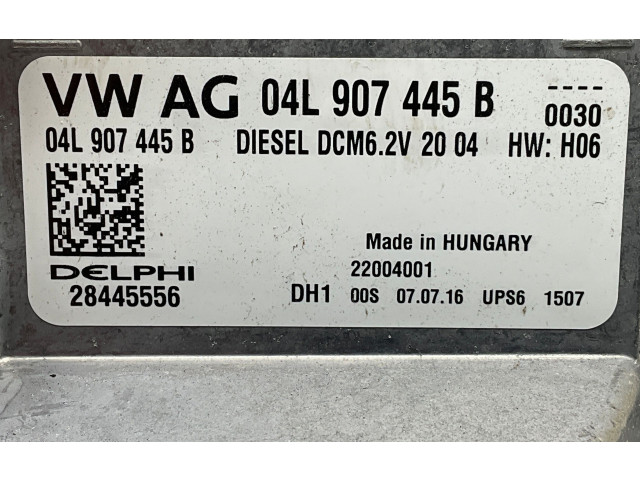 VW AG 04L 907 445 B ----
0030
04L 907 445 B DIESEL DCM6.2V 20 04 HW: H06
Made in HUNGARY
DELPHI 22004001
28445556 DH1 00S 07.07.16 UPS6 1507